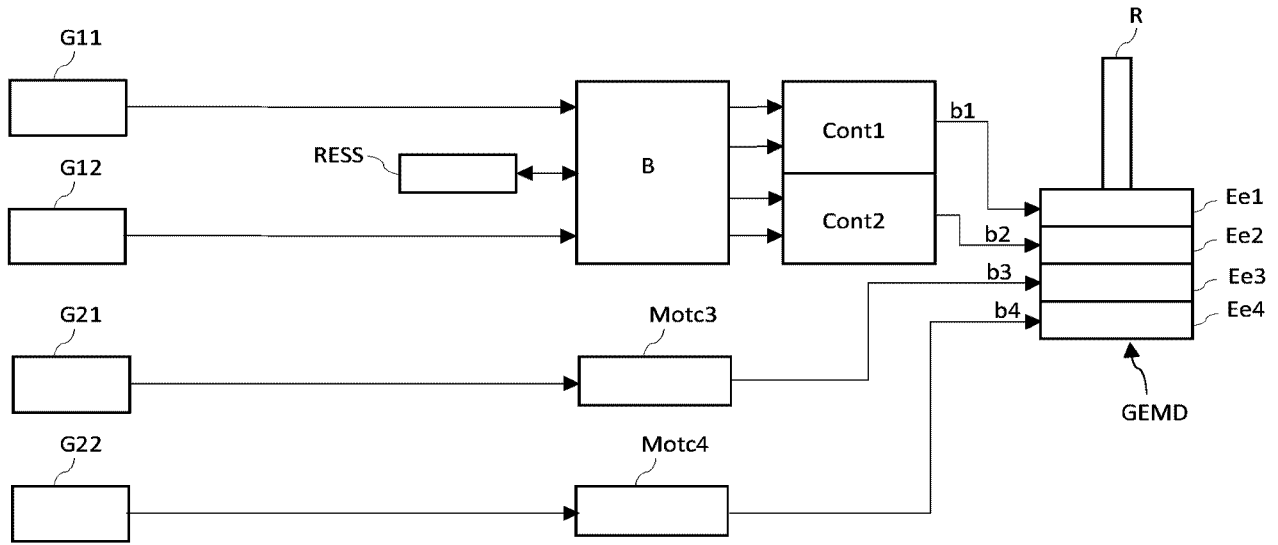 R
G11
b1
Cont1
RESS
B
G12
Ee1
Cont2
b2
Ee2
b3
Ee3
b4
Ee4
G21
Motc3
GEMD
G22
Motc4